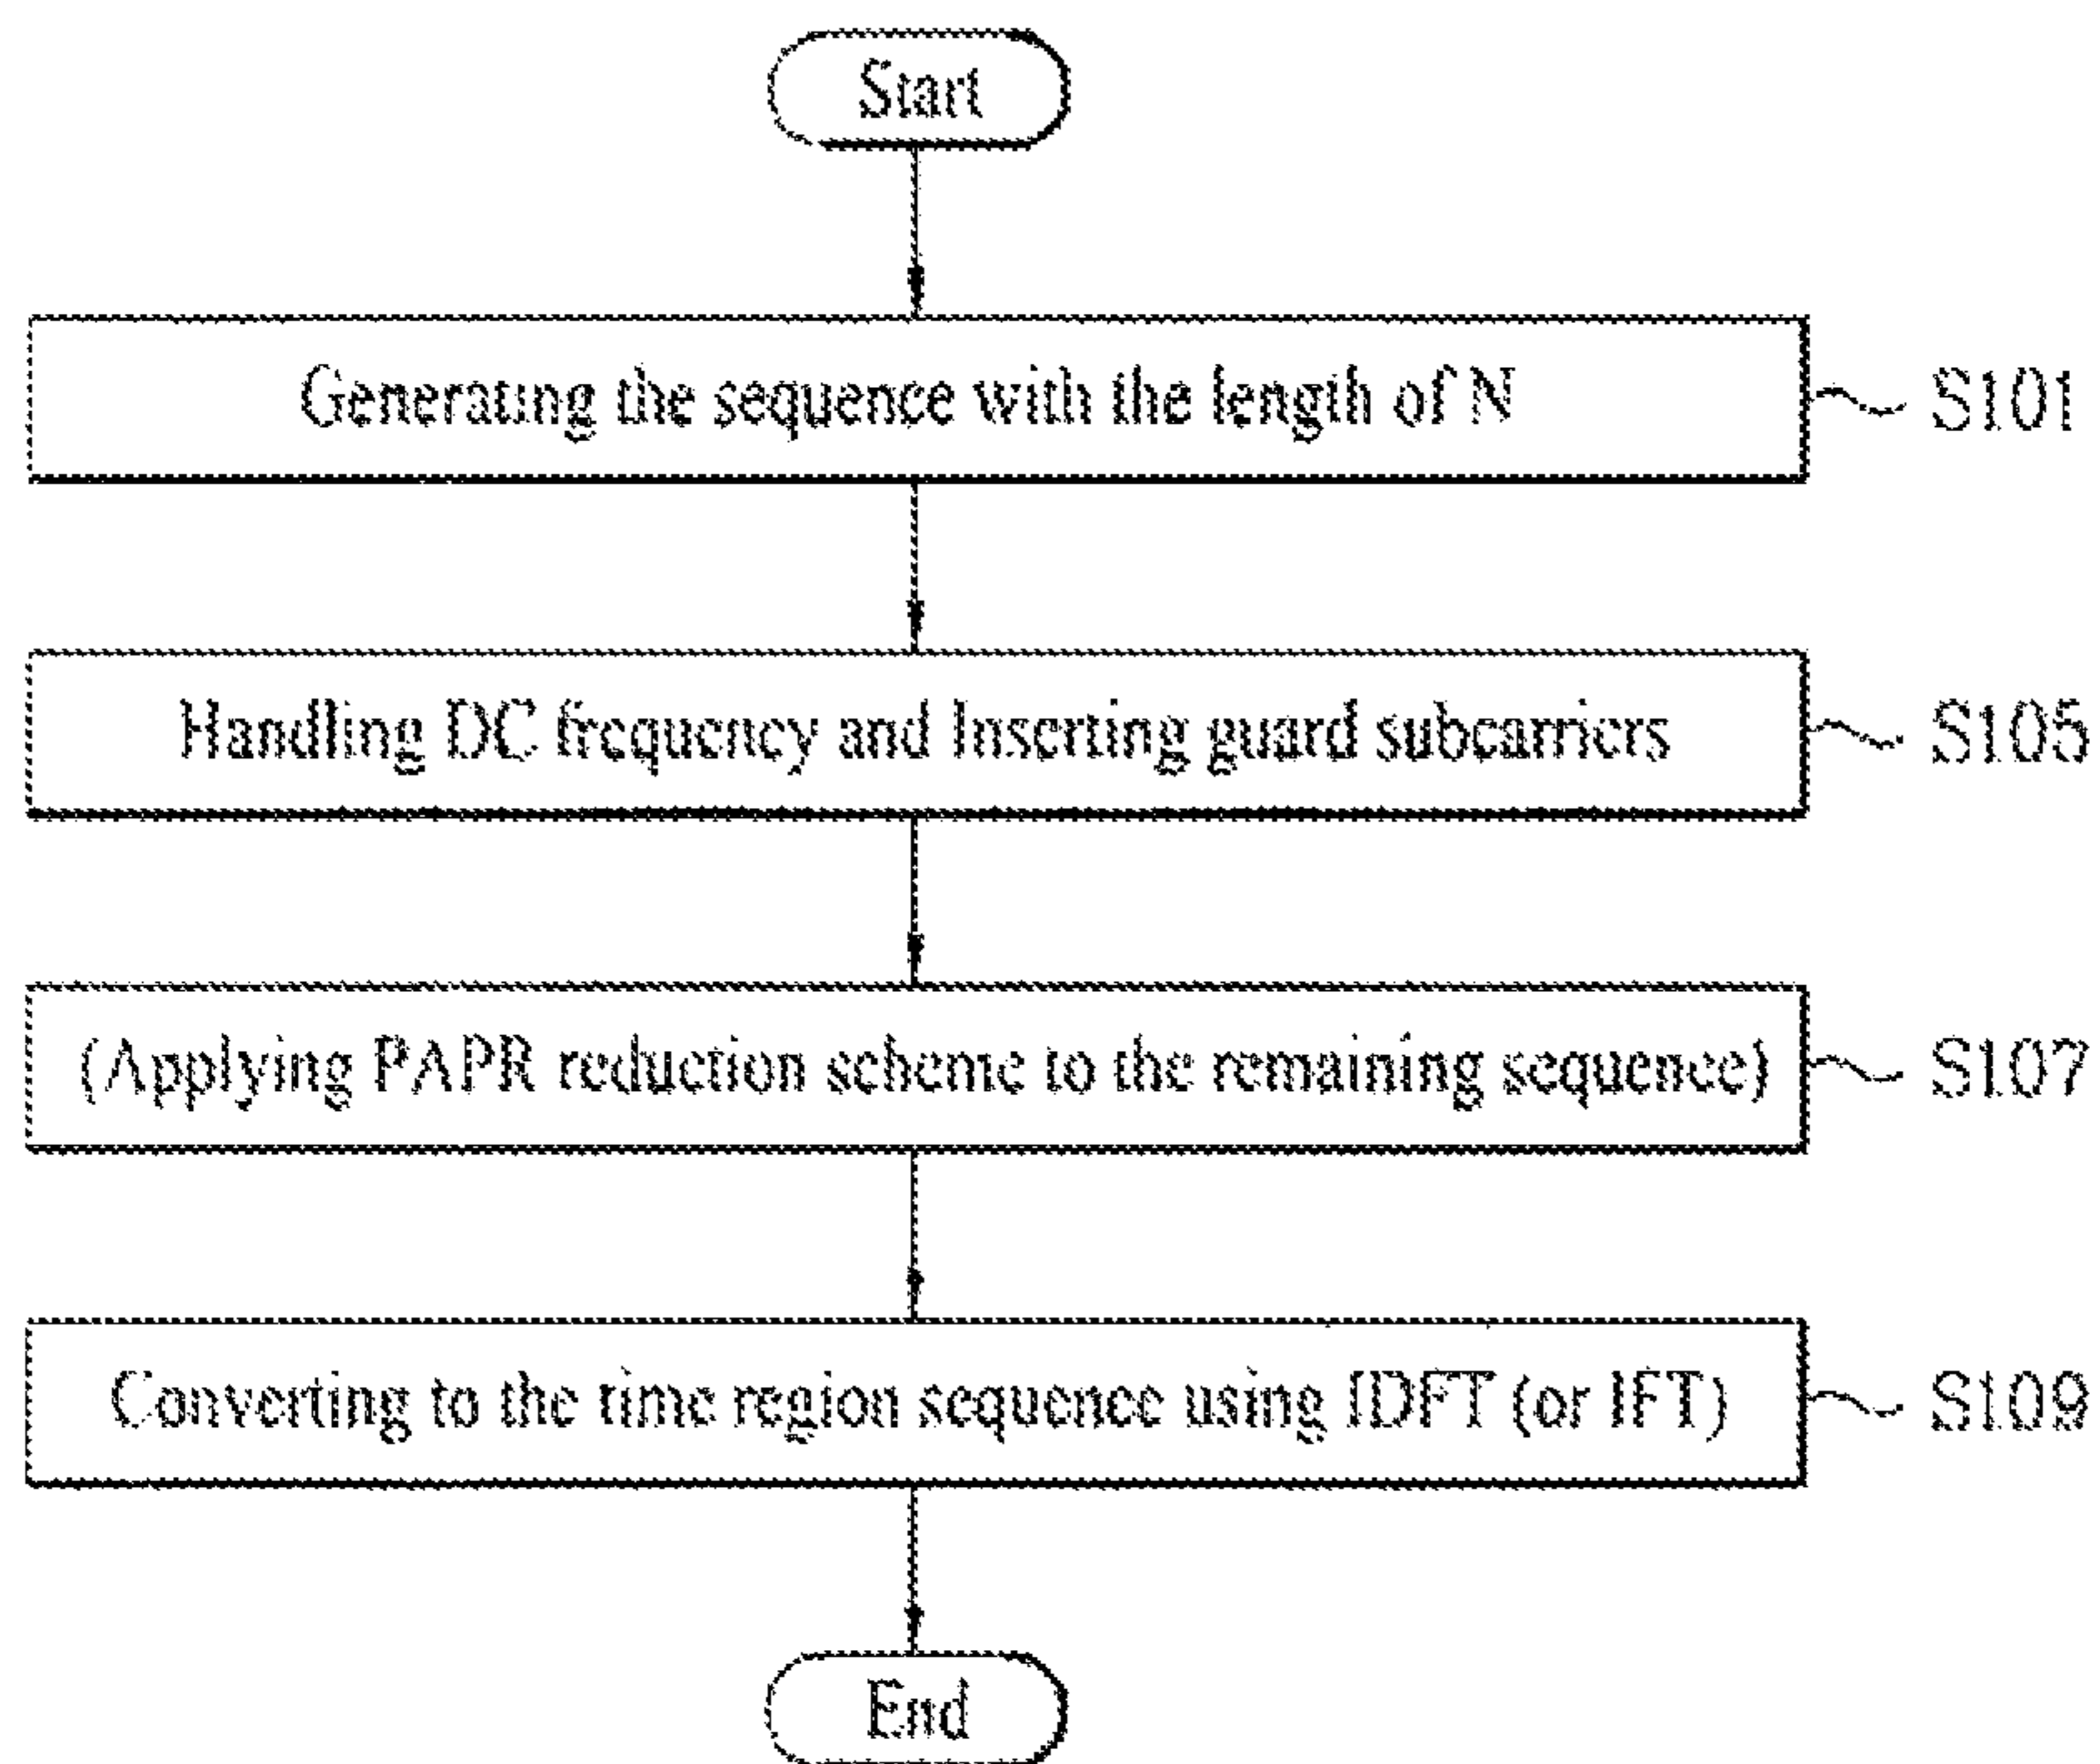 Start
Generating the sequence with the length of N
S101
Handling DC frequency and Inserting guard subcarriers
S105
(Applying PAPR reduction scheme to the remaining sequence)
S107
Converting to the time region sequence using IDFT (or IFT)
S109
End